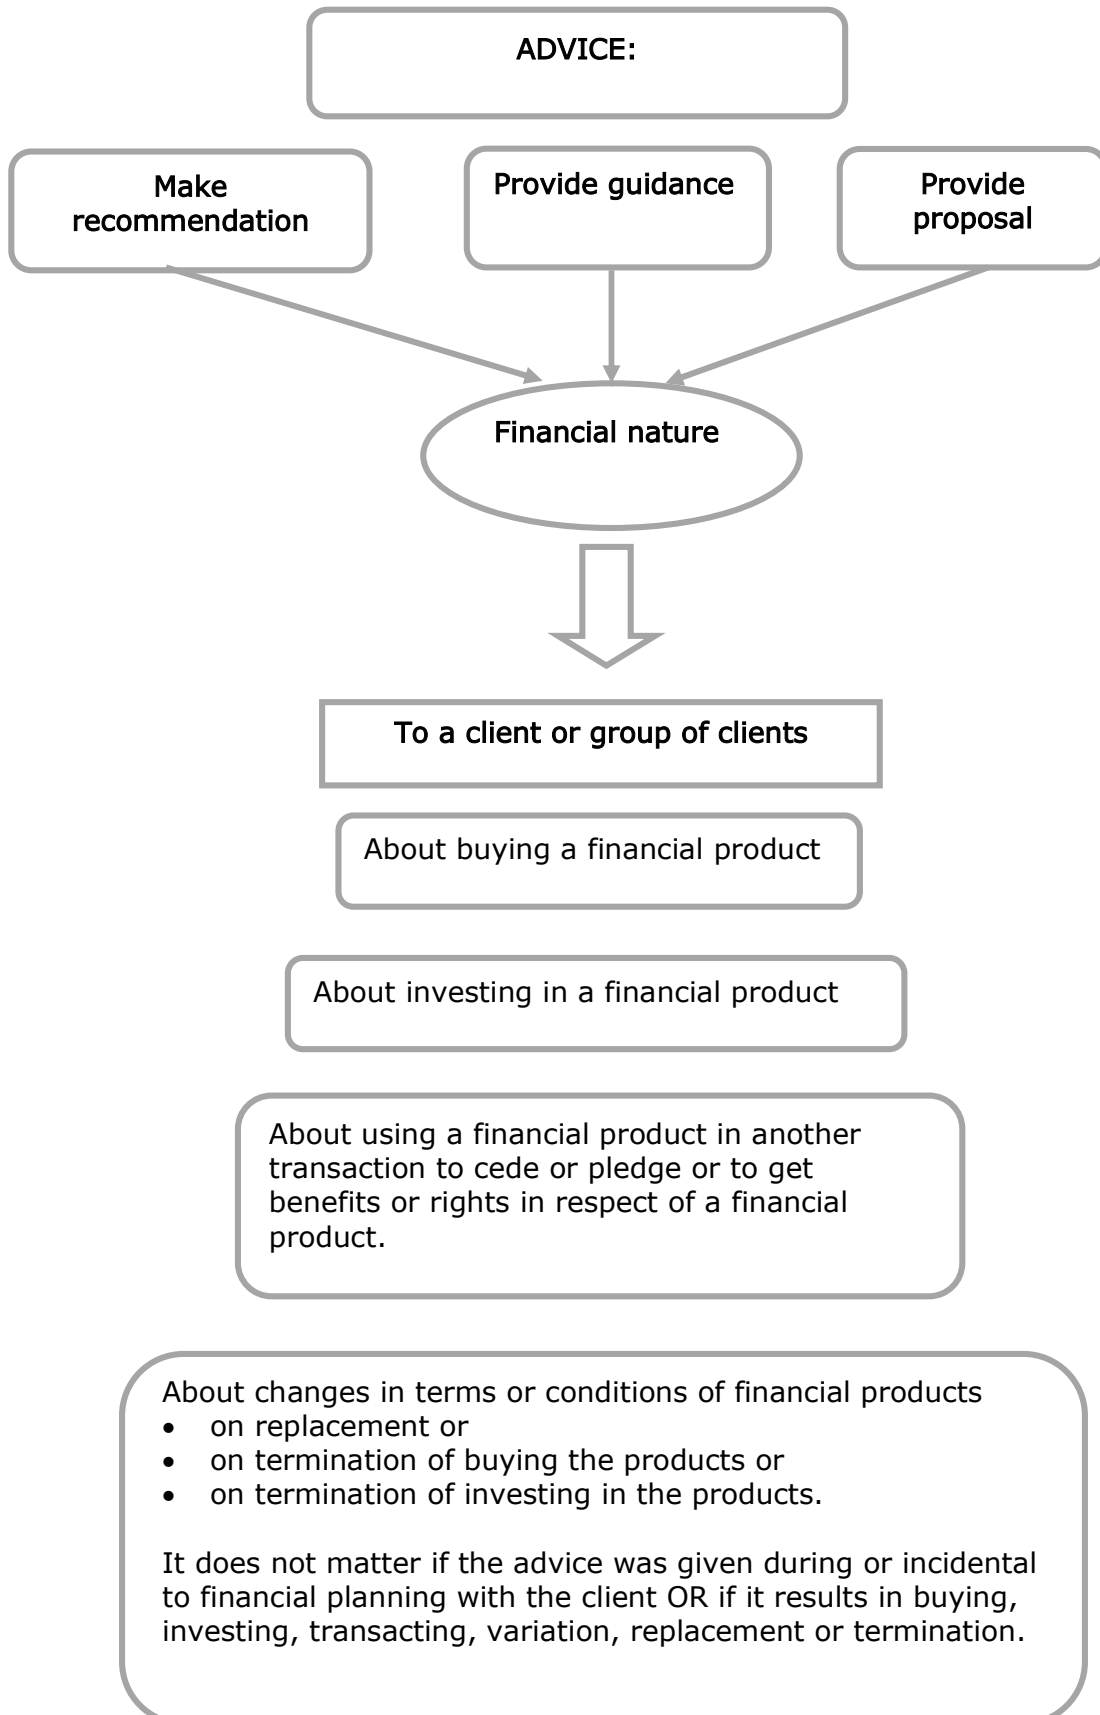 ADVICE:
Make
recommendation
Provide guidance
Provide
proposal
Financial nature
To a client or group of clients
About buying a financial product
About investing in a financial product
About using a financial product in another
transaction to cede or pledge or to get
benefits or rights in respect of a financial
product.
About changes in terms or conditions of financial products
• on replacement or
• on termination of buying the products or
• on termination of investing in the products.
It does not matter if the advice was given during or incidental
to financial planning with the client OR if it results in buying,
investing, transacting, variation, replacement or termination.